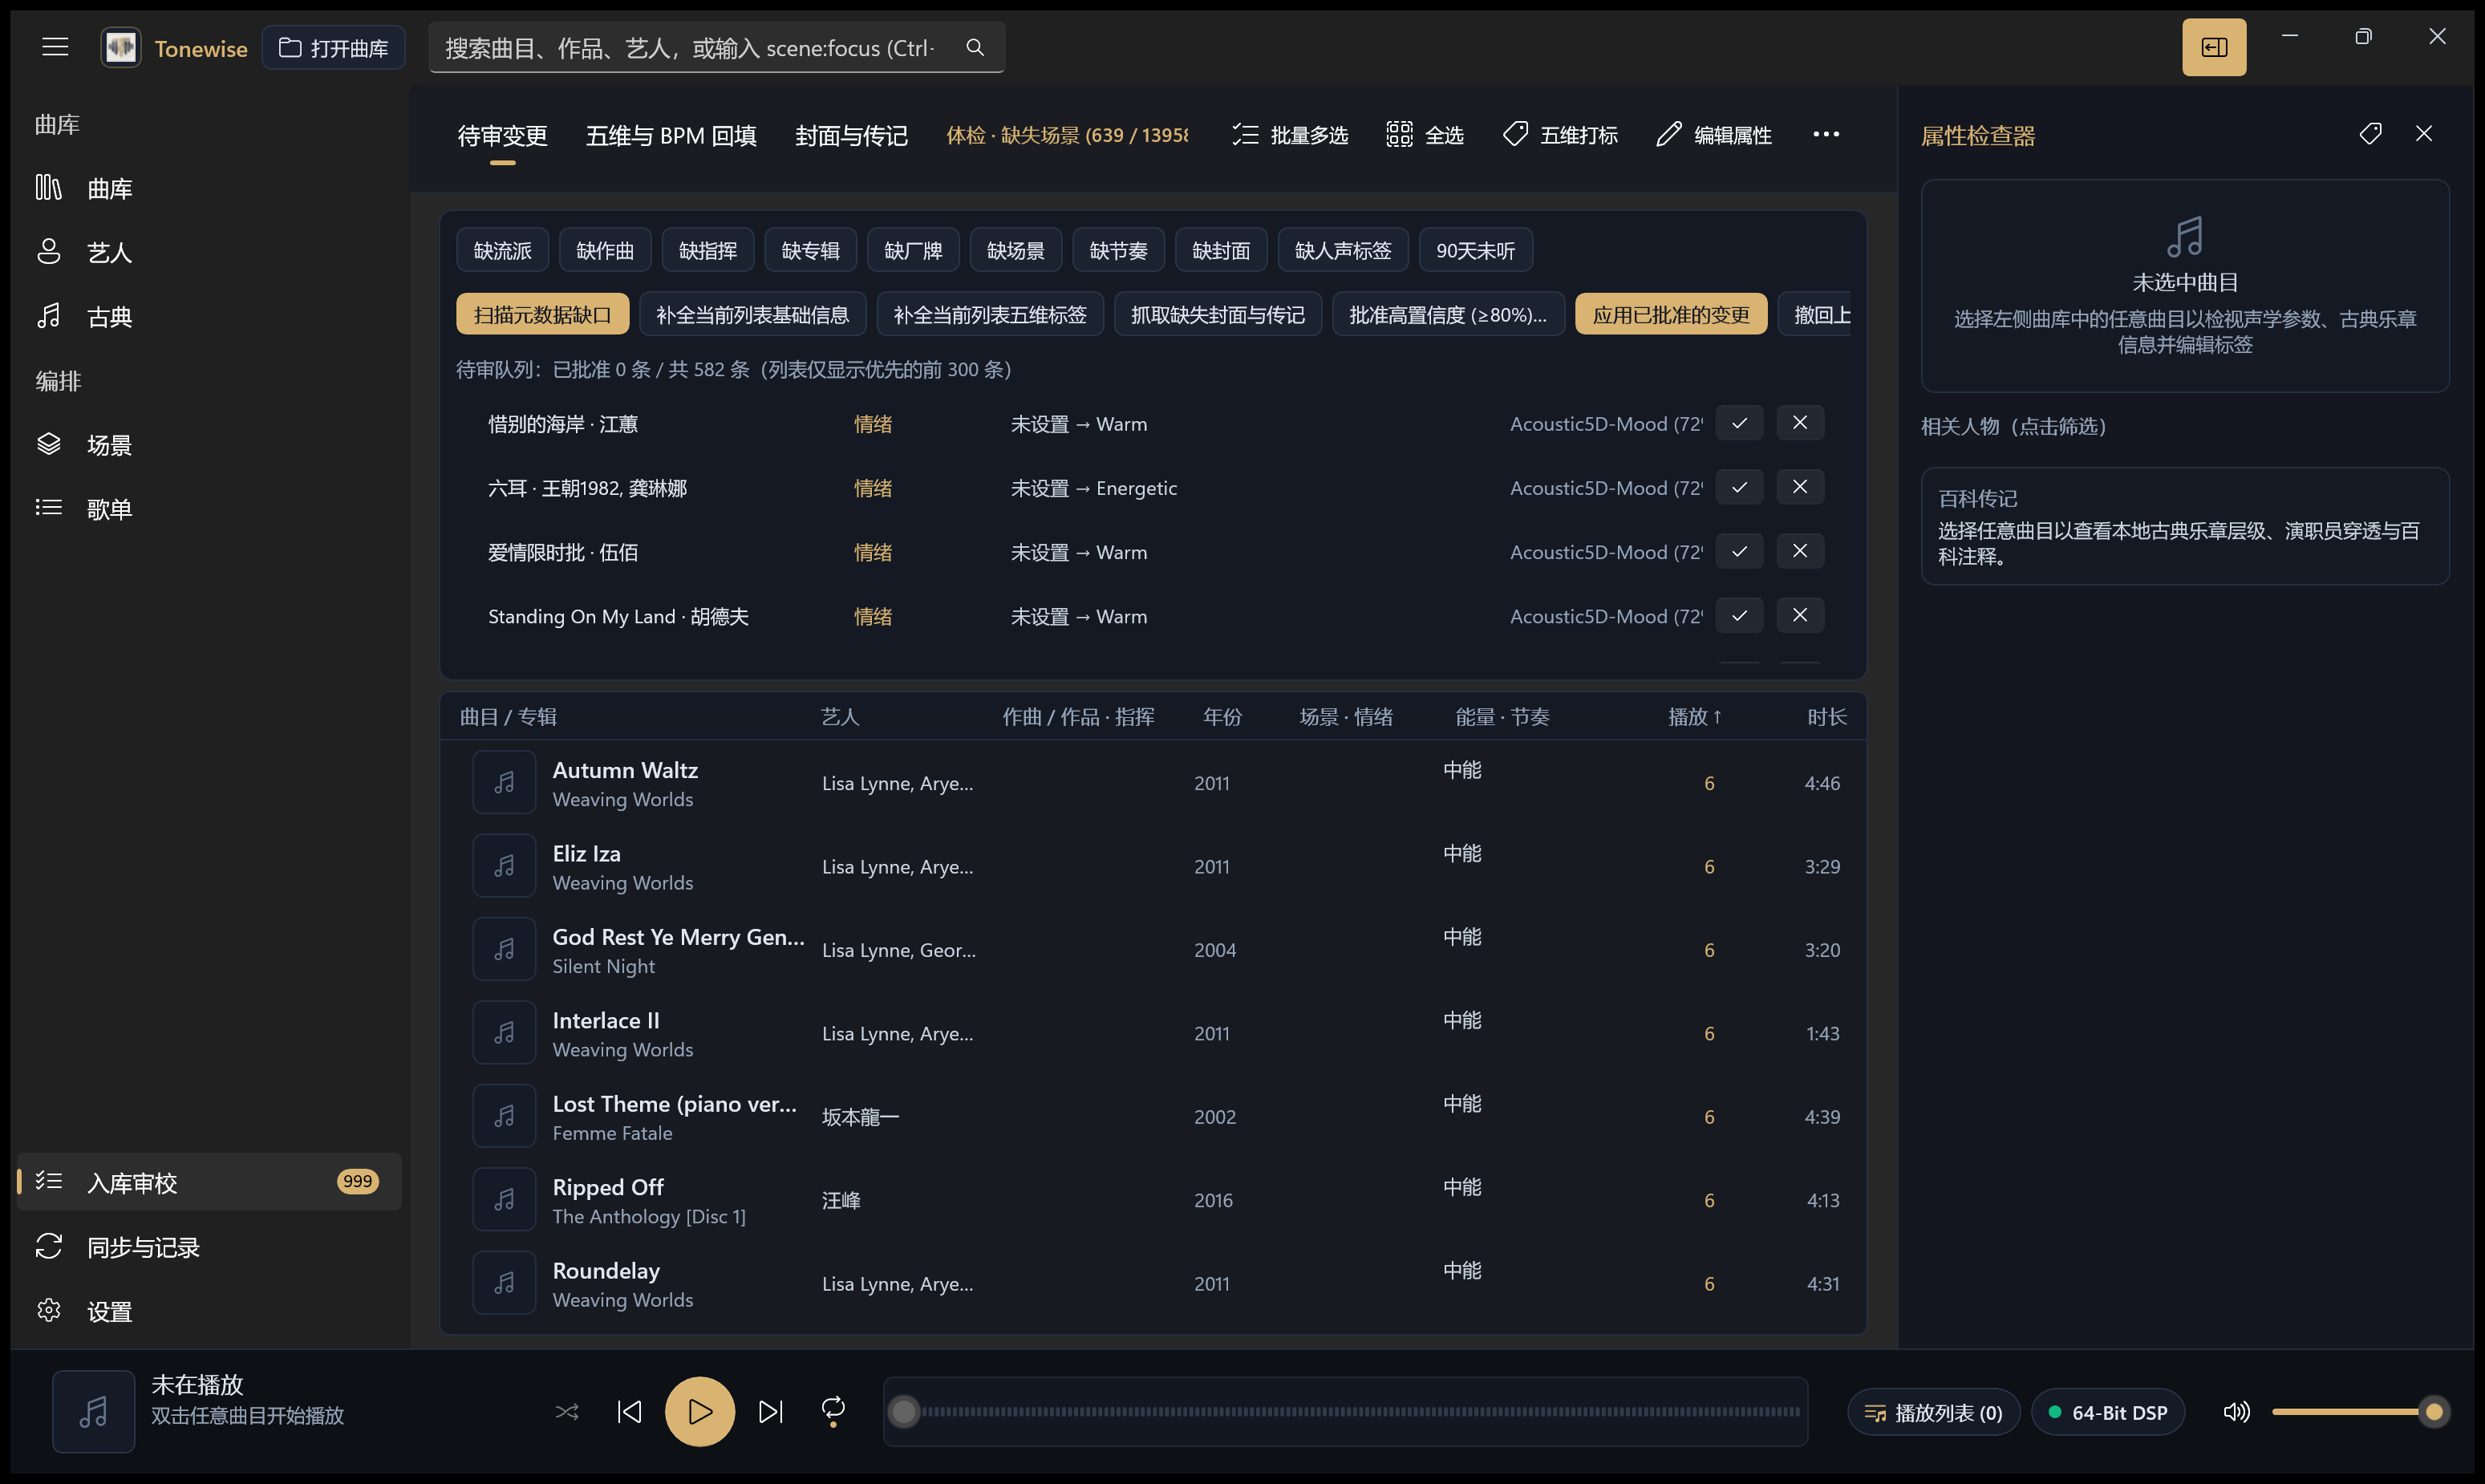 Tonewise
打开曲库
搜索曲目、作品、艺人，或输入 scene:focus (Ctrl-
曲库
曲库
艺人
古典
编排
场景
歌单
入库审校
999
同步与记录
设置
待审变更
五维与 BPM 回填
封面与传记
体检 · 缺失场景 (639 / 13958
批量多选
全选
五维打标
编辑属性
缺流派
缺作曲
缺指挥
缺专辑
缺厂牌
缺场景
缺节奏
缺封面
缺人声标签
90天未听
扫描元数据缺口
补全当前列表基础信息
补全当前列表五维标签
抓取缺失封面与传记
批准高置信度 (≥80%)...
应用已批准的变更
撤回上
待审队列：已批准 0 条 / 共 582 条（列表仅显示优先的前 300 条）
惜别的海岸 · 江蕙 情绪 未设置 → Warm Acoustic5D-Mood (72%
六耳 · 王朝1982, 龚琳娜 情绪 未设置 → Energetic Acoustic5D-Mood (72%
爱情限时批 · 伍佰 情绪 未设置 → Warm Acoustic5D-Mood (72%
Standing On My Land · 胡德夫 情绪 未设置 → Warm Acoustic5D-Mood (72%
曲目 / 专辑 艺人 作曲 / 作品 · 指挥 年份 场景 · 情绪 能量 · 节奏 播放 ↑ 时长
Autumn Waltz
Weaving Worlds
Lisa Lynne, Arye... 2011 中能 6 4:46
Eliz Iza
Weaving Worlds
Lisa Lynne, Arye... 2011 中能 6 3:29
God Rest Ye Merry Gen...
Silent Night
Lisa Lynne, Geor... 2004 中能 6 3:20
Interlace II
Weaving Worlds
Lisa Lynne, Arye... 2011 中能 6 1:43
Lost Theme (piano ver...
Femme Fatale
坂本龍一 2002 中能 6 4:39
Ripped Off
The Anthology [Disc 1]
汪峰 2016 中能 6 4:13
Roundelay
Weaving Worlds
Lisa Lynne, Arye... 2011 中能 6 4:31
属性检查器
未选中曲目
选择左侧曲库中的任意曲目以检视声学参数、古典乐章
信息并编辑标签
相关人物（点击筛选）
百科传记
选择任意曲目以查看本地古典乐章层级、演职员穿透与百
科注释。
未在播放
双击任意曲目开始播放
播放列表 (0)
64-Bit DSP